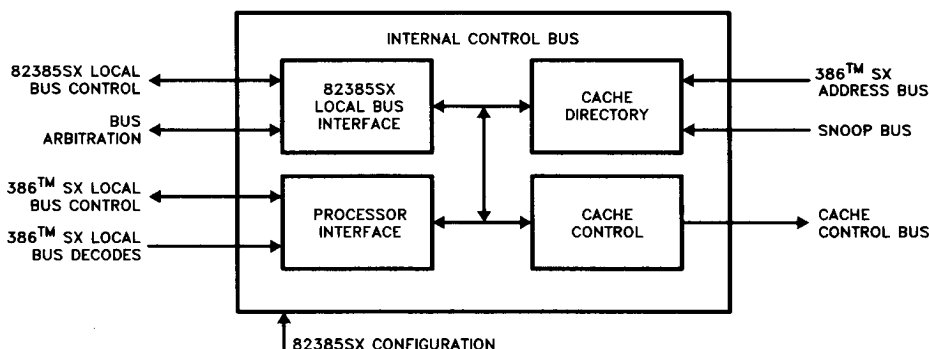 INTERNAL CONTROL BUS
82385SX LOCAL
BUS CONTROL
BUS
ARBITRATION
386™ SX LOCAL
BUS CONTROL
386™ SX LOCAL
BUS DECODES
82385SX
LOCAL BUS
INTERFACE
CACHE
DIRECTORY
PROCESSOR
INTERFACE
CACHE
CONTROL
386™ SX
ADDRESS BUS
SNOOP BUS
CACHE
CONTROL BUS
82385SX CONFIGURATION